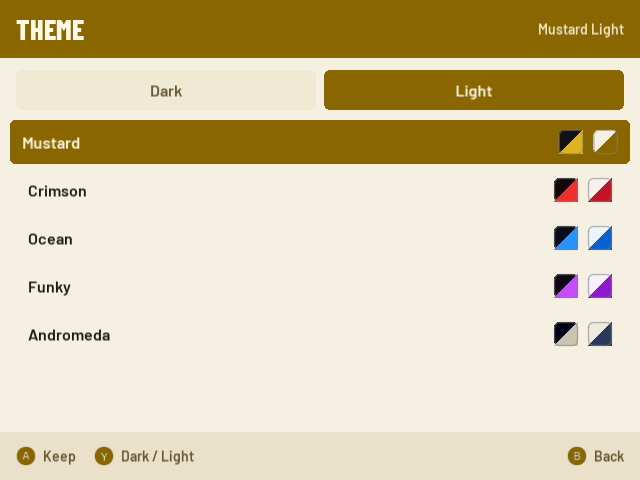 THEME
Mustard Light
Dark
Light
Mustard
Crimson
Ocean
Funky
Andromeda
A Keep
Y Dark / Light
B Back